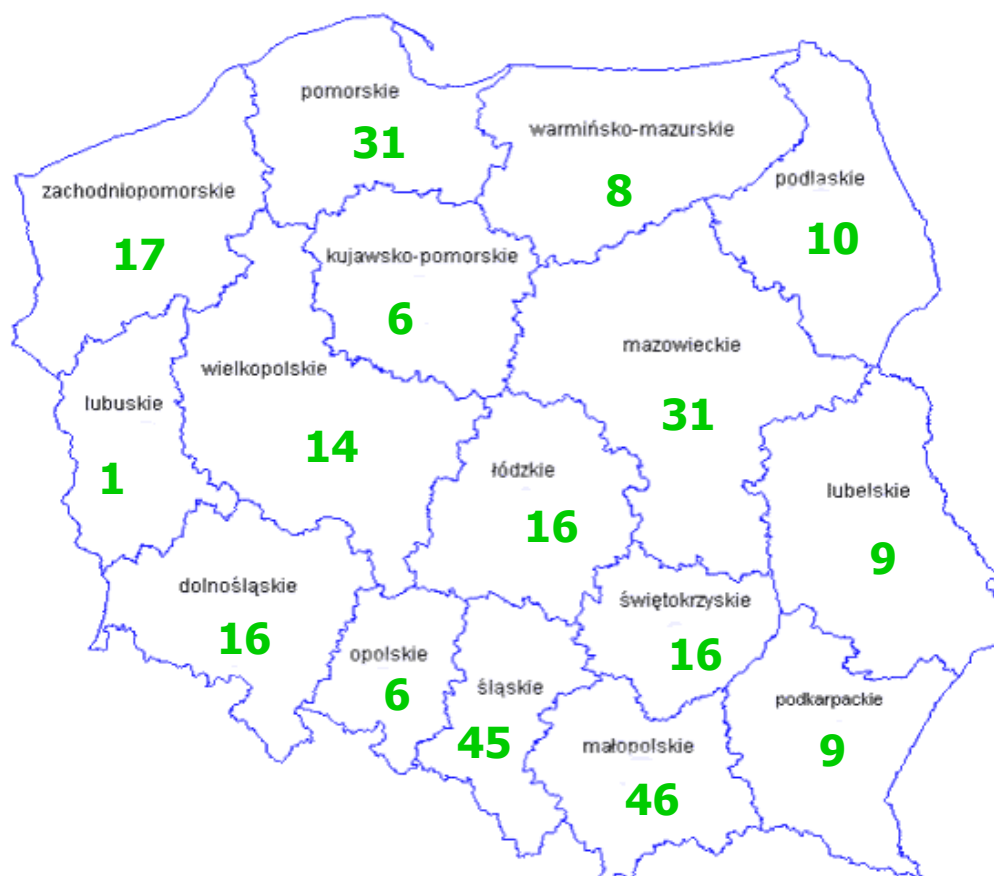 pomorskie
31
warmińsko-mazurskie
8
podlaskie
10
zachodniopomorskie
17
kujawsko-pomorskie
6
mazowieckie
31
wielkopolskie
14
lubuskie
1
łódzkie
16
lubelskie
9
dolnośląskie
16
świętokrzyskie
16
opolskie
6
śląskie
45
podkarpackie
9
małopolskie
46